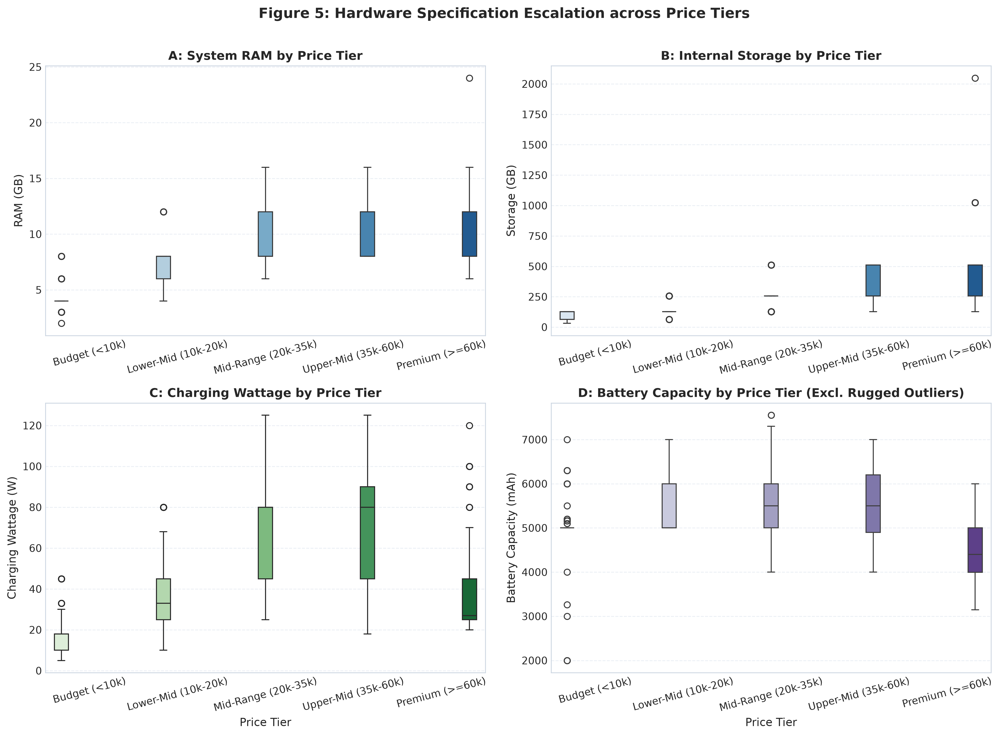 Figure 5: Hardware Specification Escalation across Price Tiers
A: System RAM by Price Tier
RAM (GB)
25
20
15
10
5
Budget (<10k)
Lower-Mid (10k-20k)
Mid-Range (20k-35k)
Upper-Mid (35k-60k)
Premium (>=60k)
B: Internal Storage by Price Tier
Storage (GB)
2000
1750
1500
1250
1000
750
500
250
0
Budget (<10k)
Lower-Mid (10k-20k)
Mid-Range (20k-35k)
Upper-Mid (35k-60k)
Premium (>=60k)
C: Charging Wattage by Price Tier
Charging Wattage (W)
120
100
80
60
40
20
0
Budget (<10k)
Lower-Mid (10k-20k)
Mid-Range (20k-35k)
Upper-Mid (35k-60k)
Premium (>=60k)
Price Tier
D: Battery Capacity by Price Tier (Excl. Rugged Outliers)
Battery Capacity (mAh)
7000
6000
5000
4000
3000
2000
Budget (<10k)
Lower-Mid (10k-20k)
Mid-Range (20k-35k)
Upper-Mid (35k-60k)
Premium (>=60k)
Price Tier